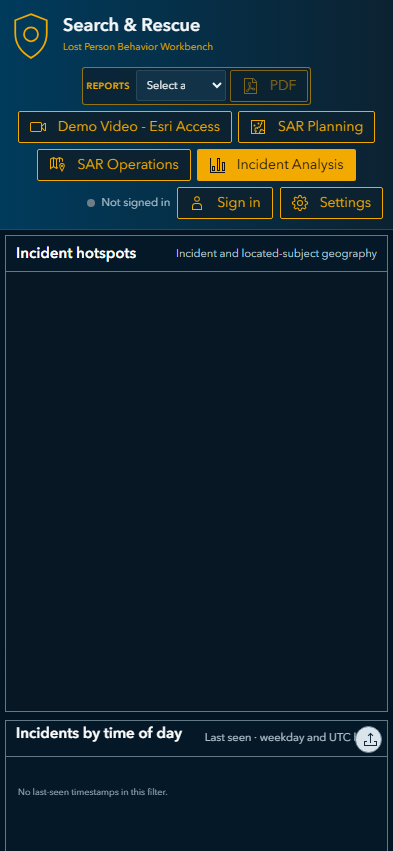 Search & Rescue
Lost Person Behavior Workbench
REPORTS Select a PDF
Demo Video - Esri Access SAR Planning
SAR Operations Incident Analysis
Not signed in Sign in Settings
Incident hotspots Incident and located-subject geography
Incidents by time of day Last seen · weekday and UTC
No last-seen timestamps in this filter.